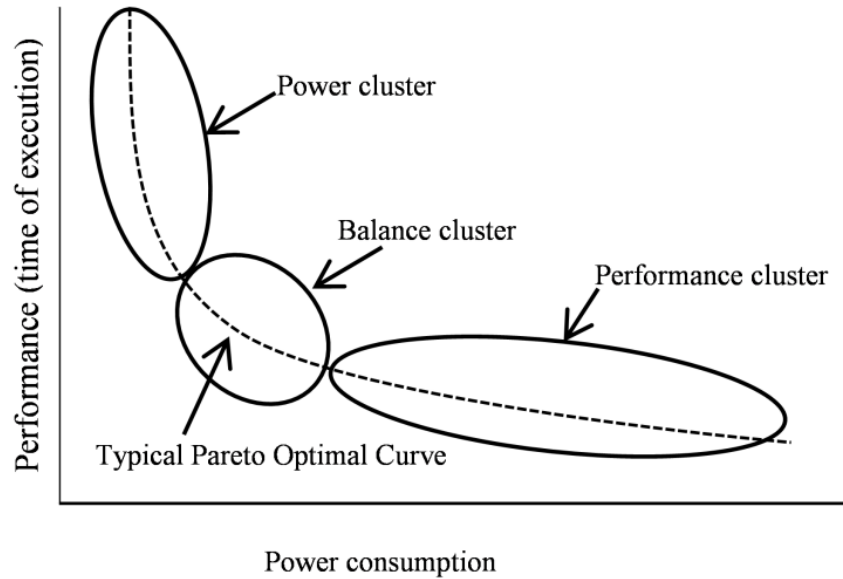 Performance (time of execution)
Power cluster
Balance cluster
Performance cluster
Typical Pareto Optimal Curve
Power consumption